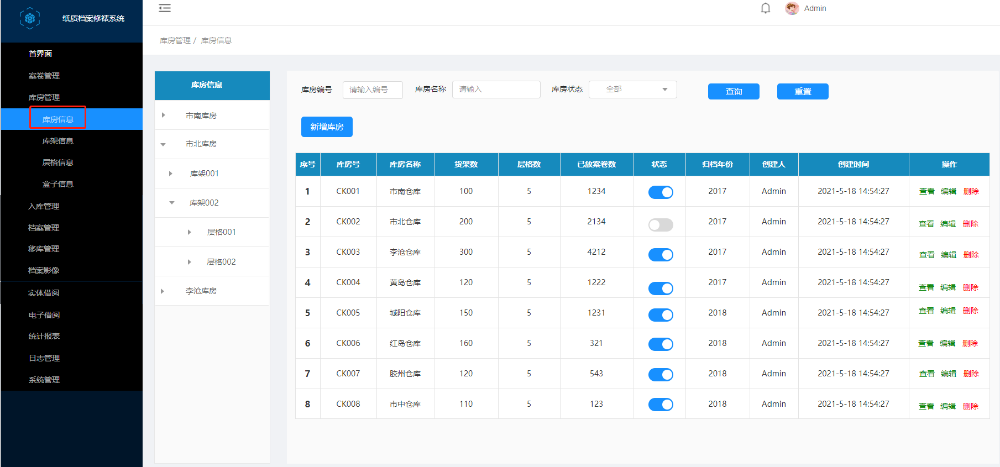 纸质档案修裱系统
Admin
首界面
案卷管理
库房管理
库房信息
库架信息
层格信息
盒子信息
入库管理
档案管理
移库管理
档案影像
实体借阅
电子借阅
统计报表
日志管理
系统管理
库房管理 / 库房信息
库房信息
市南库房
市北库房
库架001
库架002
层格001
层格002
李沧库房
库房编号 请输入编号 库房名称 请输入 库房状态 全部 查询 重置
新增库房
序号 库房号 库房名称 货架数 层格数 已放案卷数 状态 归档年份 创建人 创建时间 操作
1 CK001 市南仓库 100 5 1234 2017 Admin 2021-5-18 14:54:27 查看 编辑 删除
2 CK002 市北仓库 200 5 2134 2017 Admin 2021-5-18 14:54:27 查看 编辑 删除
3 CK003 李沧仓库 300 5 4212 2017 Admin 2021-5-18 14:54:27 查看 编辑 删除
4 CK004 黄岛仓库 120 5 1222 2017 Admin 2021-5-18 14:54:27 查看 编辑 删除
5 CK005 城阳仓库 150 5 1231 2018 Admin 2021-5-18 14:54:27 查看 编辑 删除
6 CK006 红岛仓库 160 5 321 2018 Admin 2021-5-18 14:54:27 查看 编辑 删除
7 CK007 胶州仓库 120 5 543 2018 Admin 2021-5-18 14:54:27 查看 编辑 删除
8 CK008 市中仓库 110 5 123 2018 Admin 2021-5-18 14:54:27 查看 编辑 删除